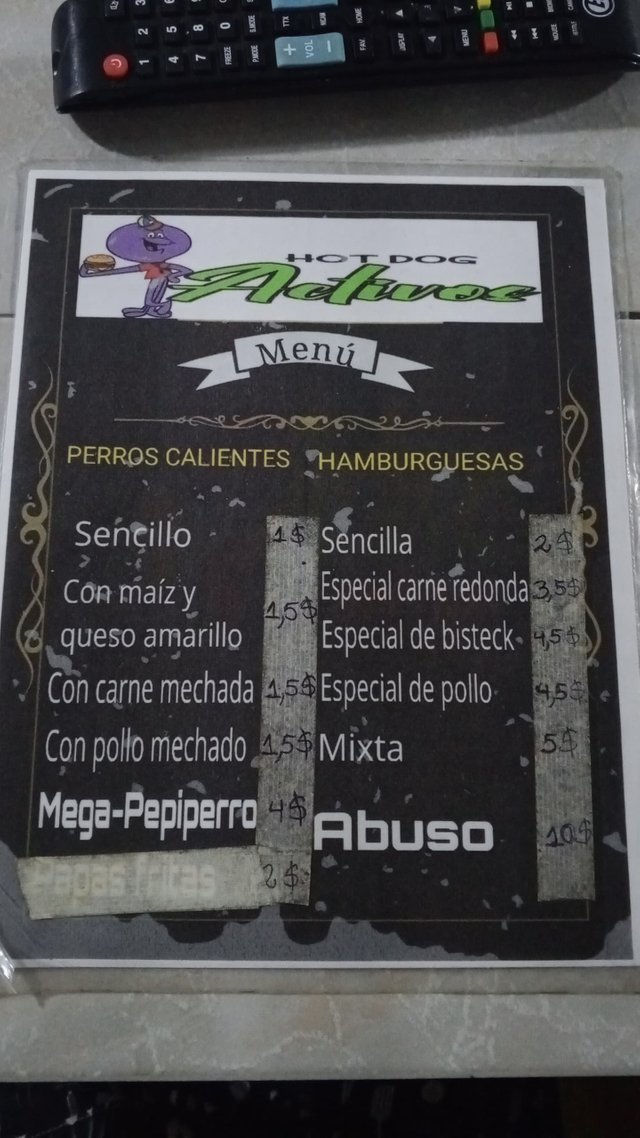 HOT DOG
Activos
Menú
PERROS CALIENTES
Sencillo 1$
Con maíz y
queso amarillo 1,5$
Con carne mechada 1,5$
Con pollo mechado 1,5$
Mega-Pepiperro 4$
Papas fritas 2$
HAMBURGUESAS
Sencilla 2$
Especial carne redonda 3,5$
Especial de bisteck 4,5$
Especial de pollo 4,5$
Mixta 5$
Abuso 10$